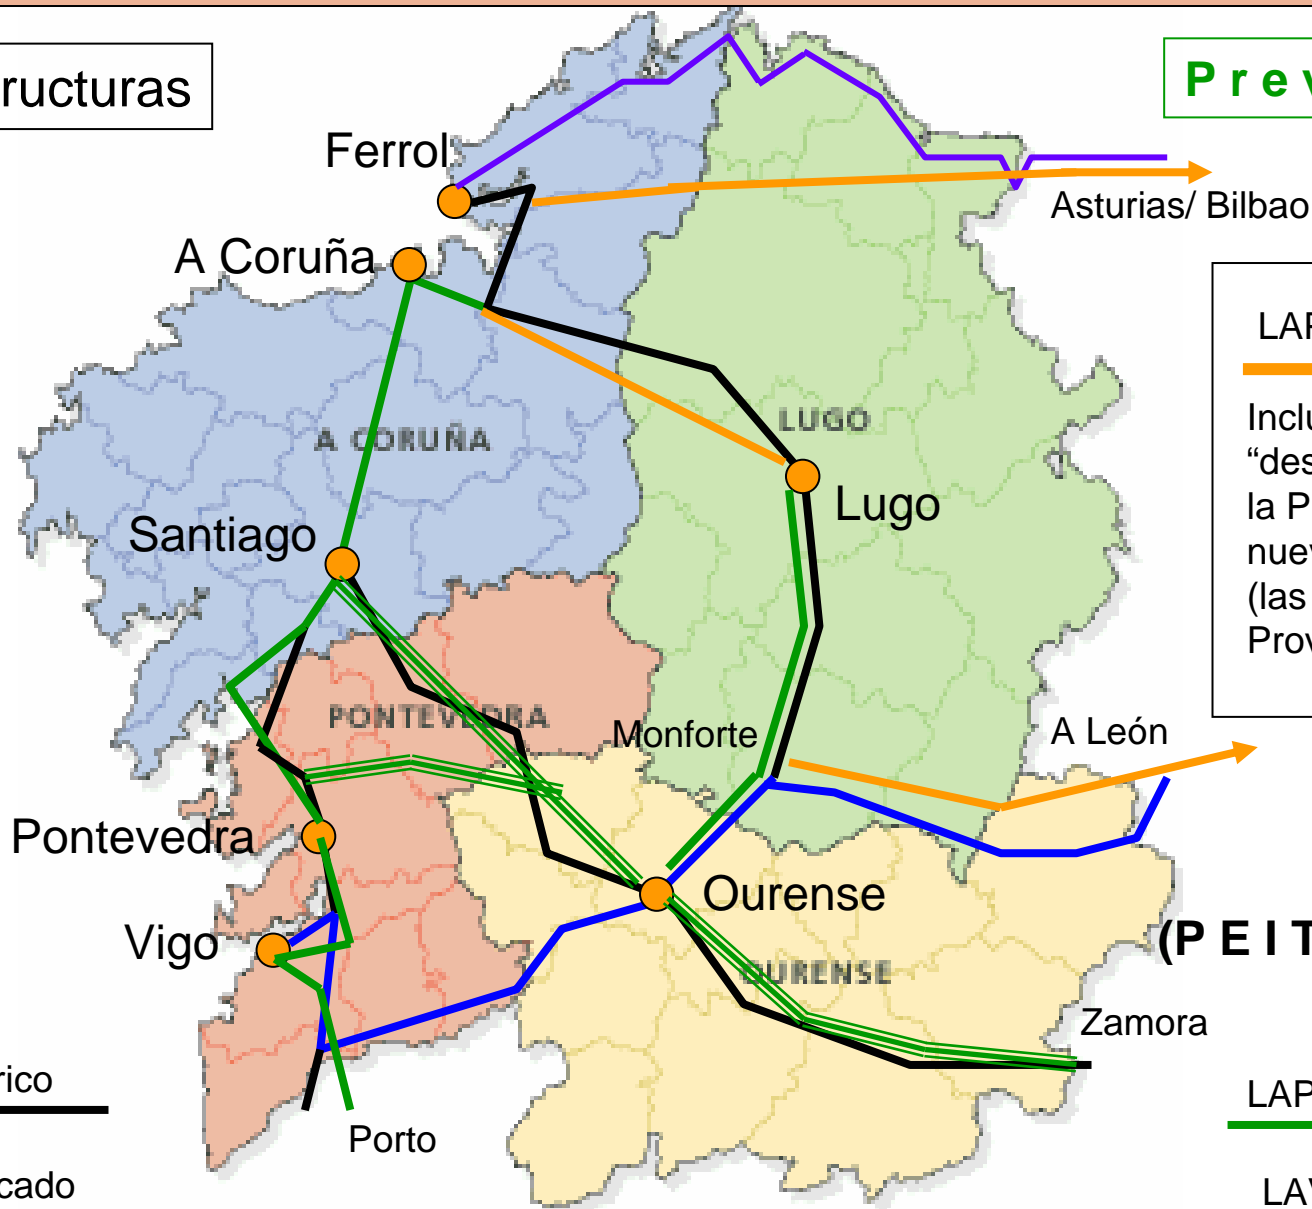 ructuras
P r e v
Ferrol
Asturias/ Bilbao
A Coruña
LAP
Inclu
“des
la P
nuev
(las
Prov
A CORUÑA
LUGO
Lugo
Santiago
PONTEVEDRA
Monforte
A León
Pontevedra
Ourense
Vigo
(P E I T
OURENSE
Zamora
rico
LAP
Porto
cado
LAV